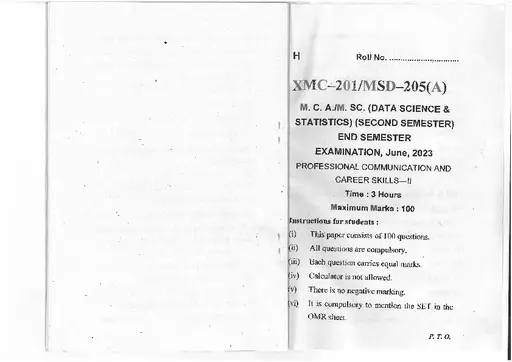 H Roll No. ..............................
XMC–201/MSD–205(A)
M. C. A./M. SC. (DATA SCIENCE &
STATISTICS) (SECOND SEMESTER)
END SEMESTER
EXAMINATION, June, 2023
PROFESSIONAL COMMUNICATION AND
CAREER SKILLS—II
Time : 3 Hours
Maximum Marks : 100
Instructions for students :
(i) This paper consists of 100 questions.
(ii) All questions are compulsory.
(iii) Each question carries equal marks.
(iv) Calculator is not allowed.
(v) There is no negative marking.
(vi) It is compulsory to mention the SET in the
OMR sheet.
P. T. O.